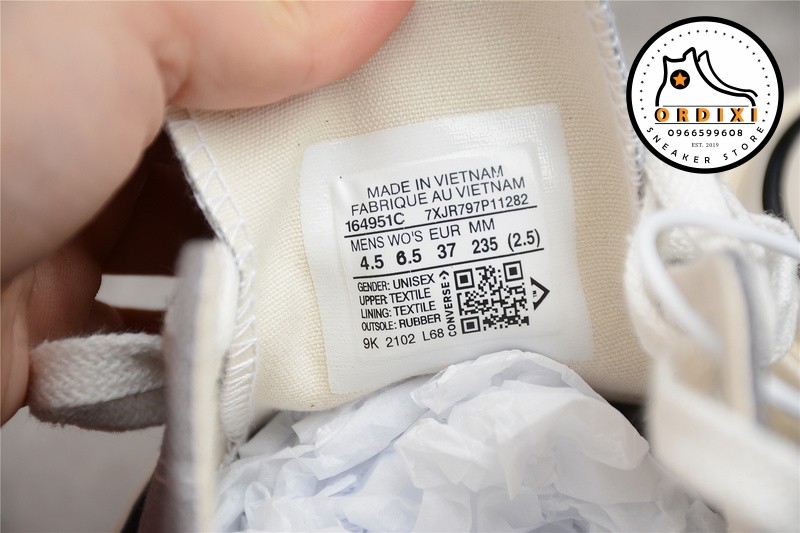 MADE IN VIETNAM
FABRIQUE AU VIETNAM
164951C 7XJR797P11282
MENS WO'S EUR MM
4.5 6.5 37 235 (2.5)
GENDER: UNISEX
UPPER: TEXTILE
LINING: TEXTILE
OUTSOLE: RUBBER
9K 2102 L68
CONVERSE
ORDIXI
0966599608
EST. 2019
SNEAKER STORE